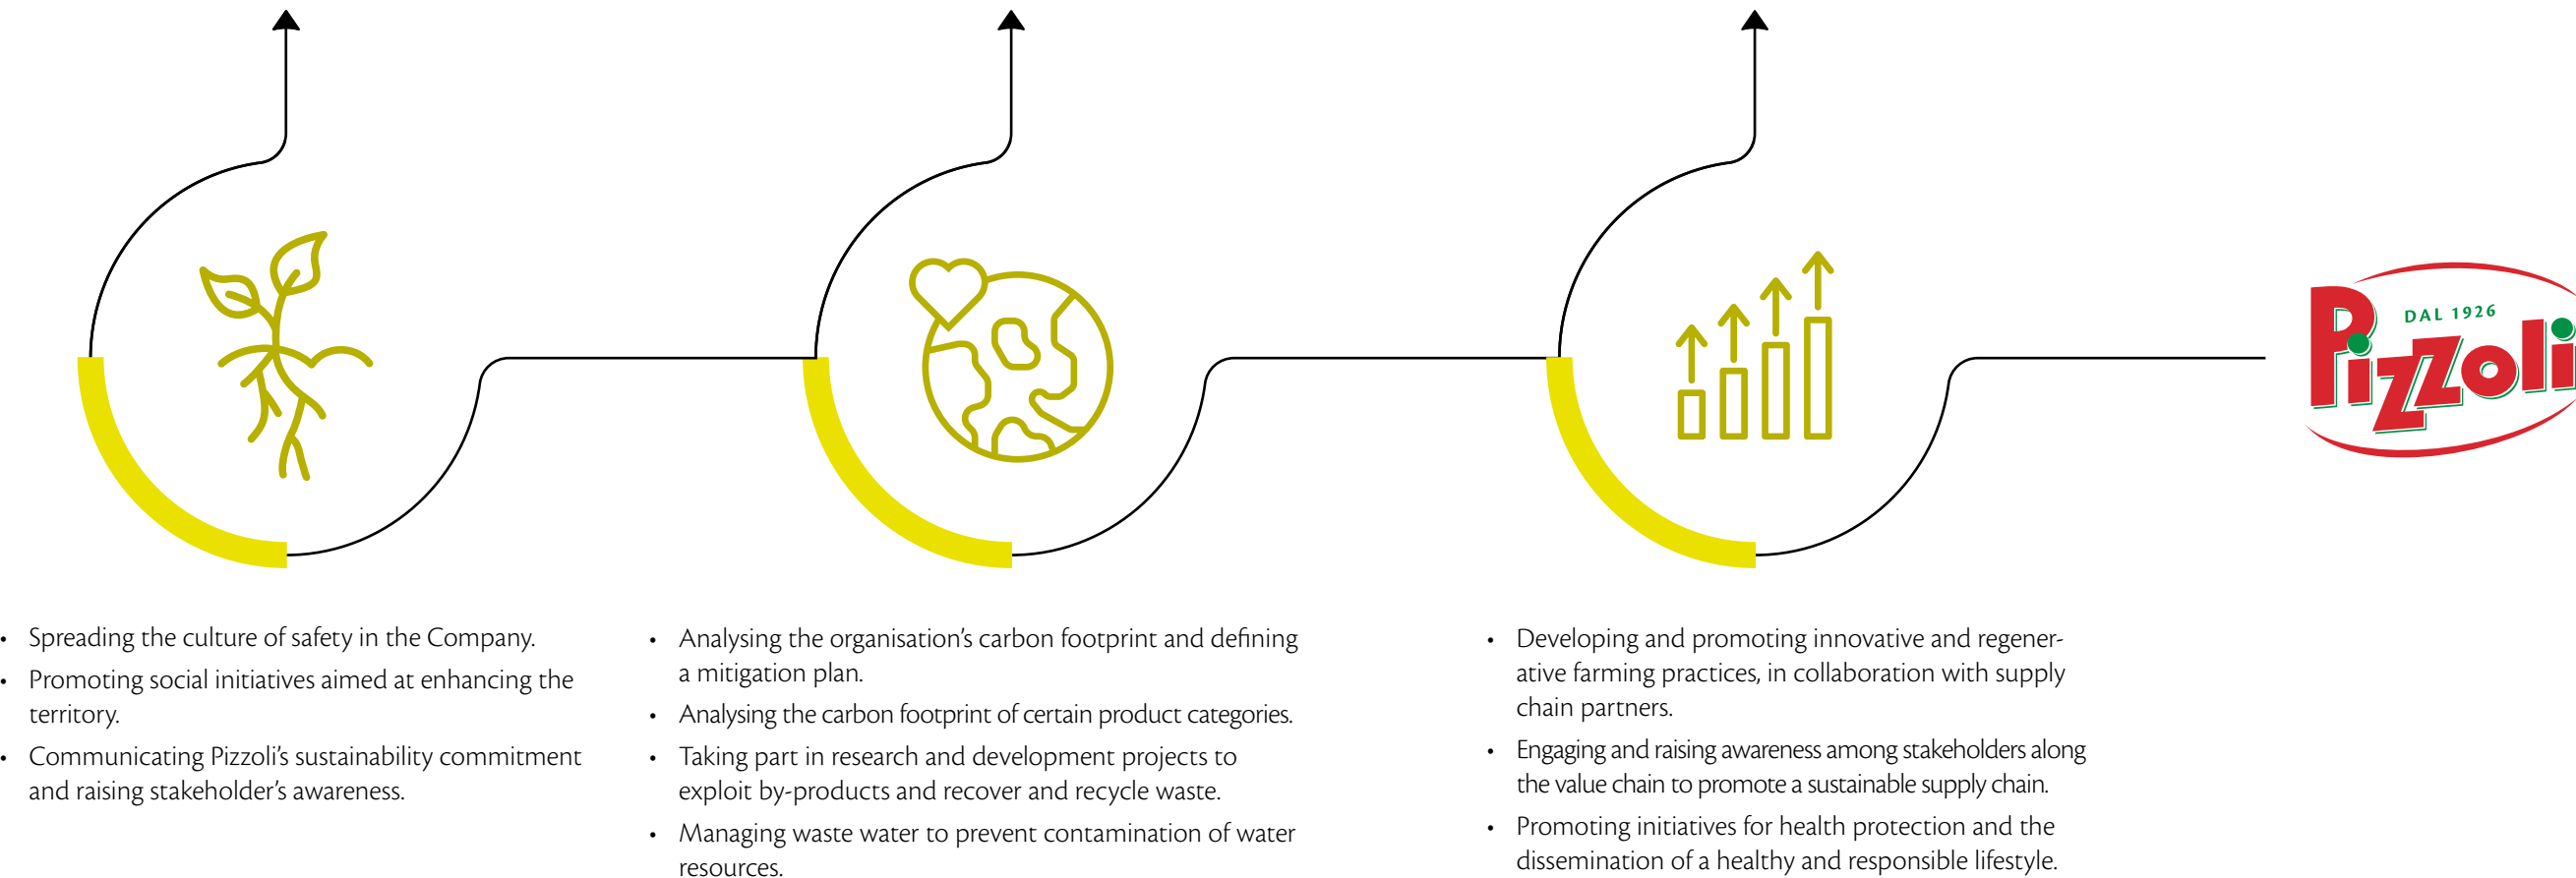 DAL 1926
Pizzoli
• Spreading the culture of safety in the Company.
• Promoting social initiatives aimed at enhancing the
territory.
• Communicating Pizzoli's sustainability commitment
and raising stakeholder's awareness.
• Analysing the organisation's carbon footprint and defining
a mitigation plan.
• Analysing the carbon footprint of certain product categories.
• Taking part in research and development projects to
exploit by-products and recover and recycle waste.
• Managing waste water to prevent contamination of water
resources.
• Developing and promoting innovative and regener-
ative farming practices, in collaboration with supply
chain partners.
• Engaging and raising awareness among stakeholders along
the value chain to promote a sustainable supply chain.
• Promoting initiatives for health protection and the
dissemination of a healthy and responsible lifestyle.